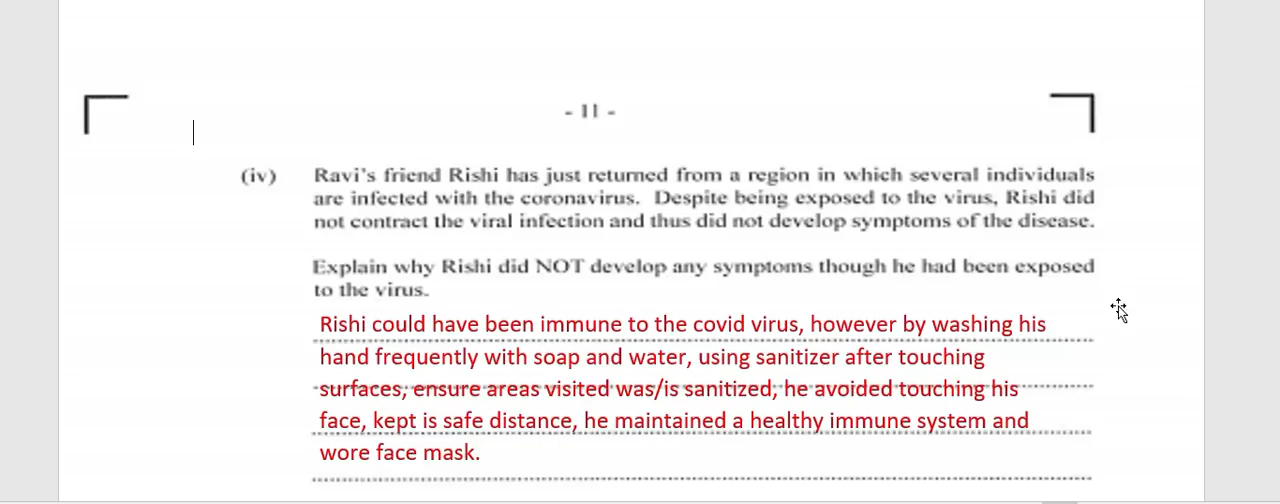 - 11 -
(iv) Ravi's friend Rishi has just returned from a region in which several individuals
are infected with the coronavirus. Despite being exposed to the virus, Rishi did
not contract the viral infection and thus did not develop symptoms of the disease.
Explain why Rishi did NOT develop any symptoms though he had been exposed
to the virus.
Rishi could have been immune to the covid virus, however by washing his
hand frequently with soap and water, using sanitizer after touching
surfaces, ensure areas visited was/is sanitized, he avoided touching his
face, kept is safe distance, he maintained a healthy immune system and
wore face mask.